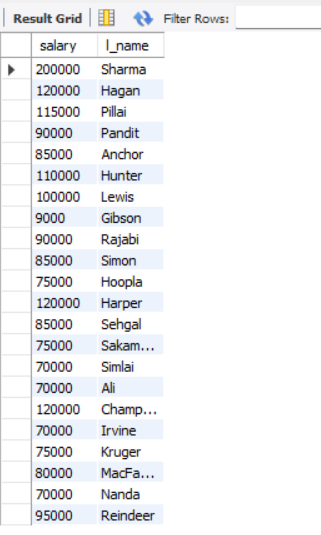 Result Grid Filter Rows:
salary l_name
200000 Sharma
120000 Hagan
115000 Pillai
90000 Pandit
85000 Anchor
110000 Hunter
100000 Lewis
9000 Gibson
90000 Rajabi
85000 Simon
75000 Hoopla
120000 Harper
85000 Sehgal
75000 Sakam...
70000 Simlai
70000 Ali
120000 Champ...
70000 Irvine
75000 Kruger
80000 MacFa...
70000 Nanda
95000 Reindeer